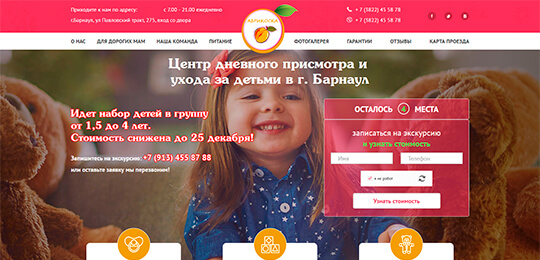 Приходите к нам по адресу:
с 7.00 - 21.00 ежедневно
г.Барнаул, ул Павловский тракт, 275, вход со двора
АБРИКОСКА
+ 7 (3822) 45 58 78
+ 7 (3822) 45 58 78
О НАС ДЛЯ ДОРОГИХ МАМ НАША КОМАНДА ПИТАНИЕ ФОТОГАЛЕРЕЯ ГАРАНТИИ ОТЗЫВЫ КАРТА ПРОЕЗДА
Центр дневного присмотра и
ухода за детьми в г. Барнаул
Идет набор детей в группу
от 1,5 до 4 лет.
Стоимость снижена до 25 декабря!
Запишитесь на экскурсию: +7 (913) 455 87 88
или оставьте заявку мы перезвоним!
ОСТАЛОСЬ 4 МЕСТА
записаться на экскурсию
и узнать стоимость
Имя
Телефон
я не робот
Узнать стоимость